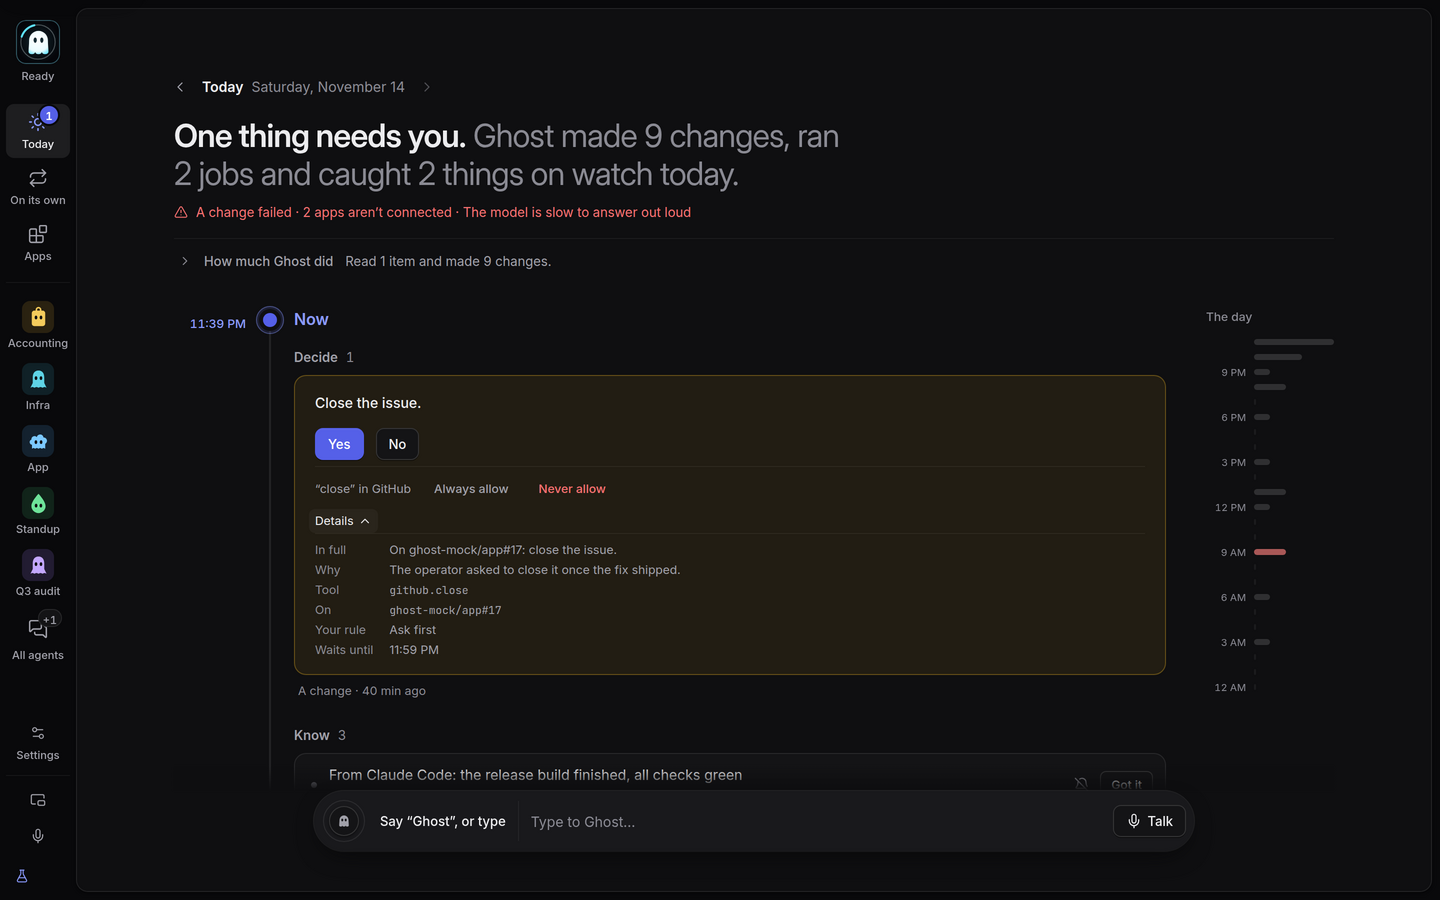 Ready
1
Today
On its own
Apps
Accounting
Infra
App
Standup
Q3 audit
+1
All agents
Settings
Today Saturday, November 14
One thing needs you. Ghost made 9 changes, ran
2 jobs and caught 2 things on watch today.
A change failed · 2 apps aren’t connected · The model is slow to answer out loud
How much Ghost did Read 1 item and made 9 changes.
11:39 PM Now
Decide 1
Close the issue.
Yes No
“close” in GitHub Always allow Never allow
Details
In full On ghost-mock/app#17: close the issue.
Why The operator asked to close it once the fix shipped.
Tool github.close
On ghost-mock/app#17
Your rule Ask first
Waits until 11:59 PM
A change · 40 min ago
Know 3
From Claude Code: the release build finished, all checks green
Got it
The day
9 PM
6 PM
3 PM
12 PM
9 AM
6 AM
3 AM
12 AM
Say “Ghost”, or type Type to Ghost... Talk